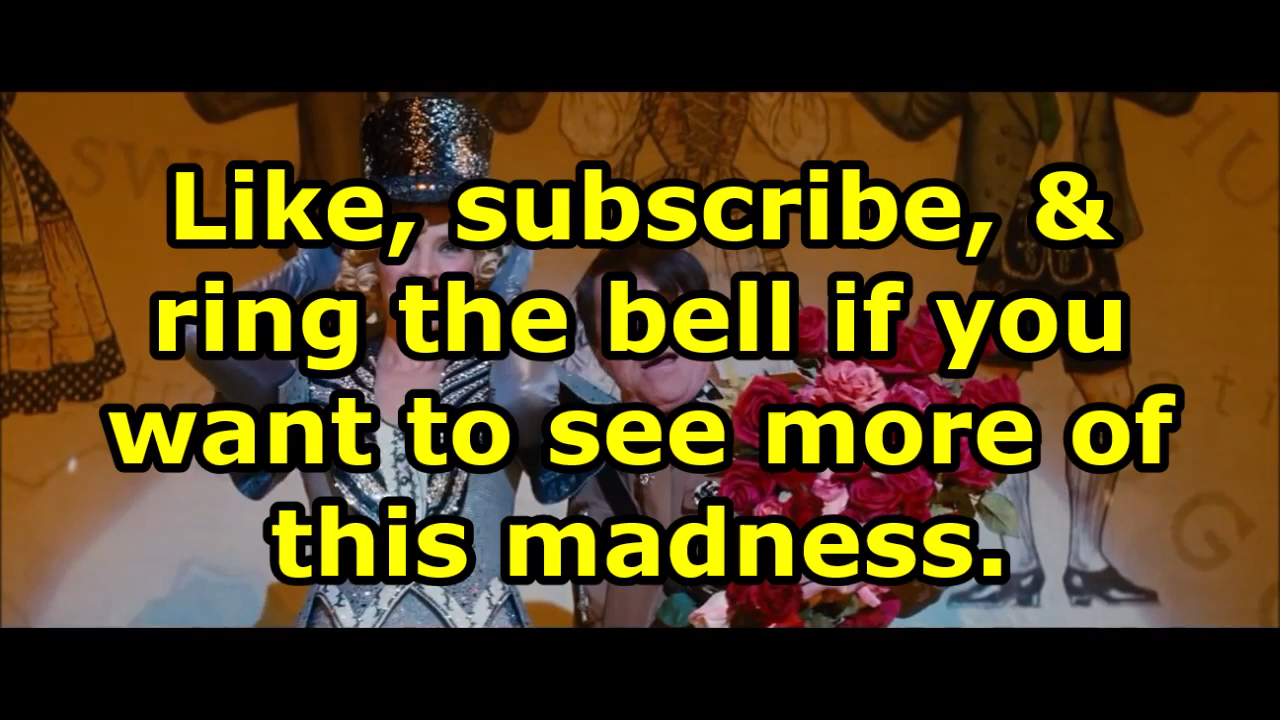 Like, subscribe, &
ring the bell if you
want to see more of
this madness.